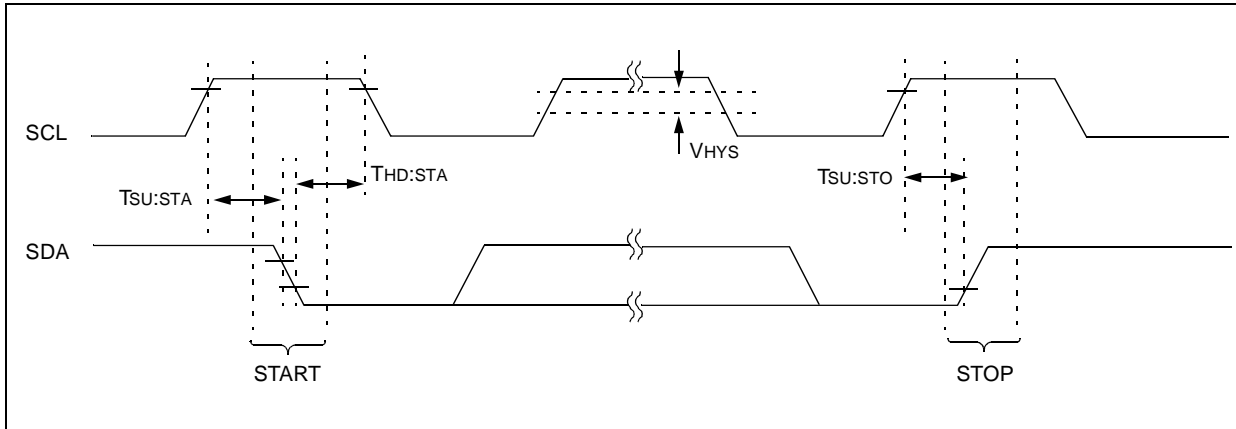 SCL
VHYS
THD:STA
TSU:STA
TSU:STO
SDA
START
STOP